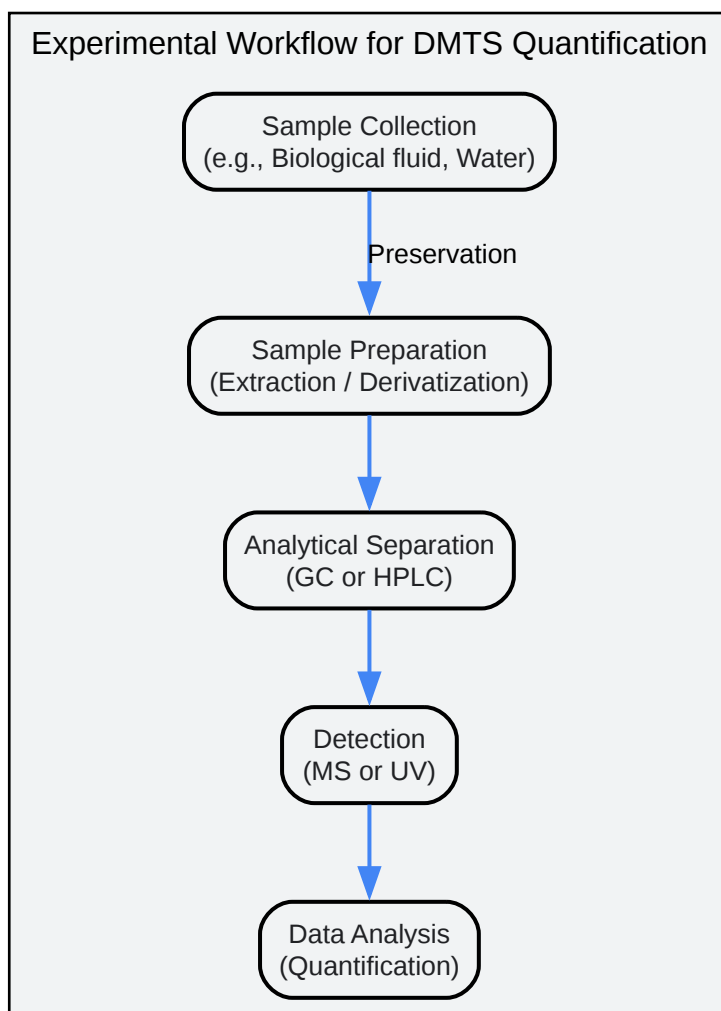 Experimental Workflow for DMTS Quantification
Sample Collection
(e.g., Biological fluid, Water)
Preservation
Sample Preparation
(Extraction / Derivatization)
Analytical Separation
(GC or HPLC)
Detection
(MS or UV)
Data Analysis
(Quantification)